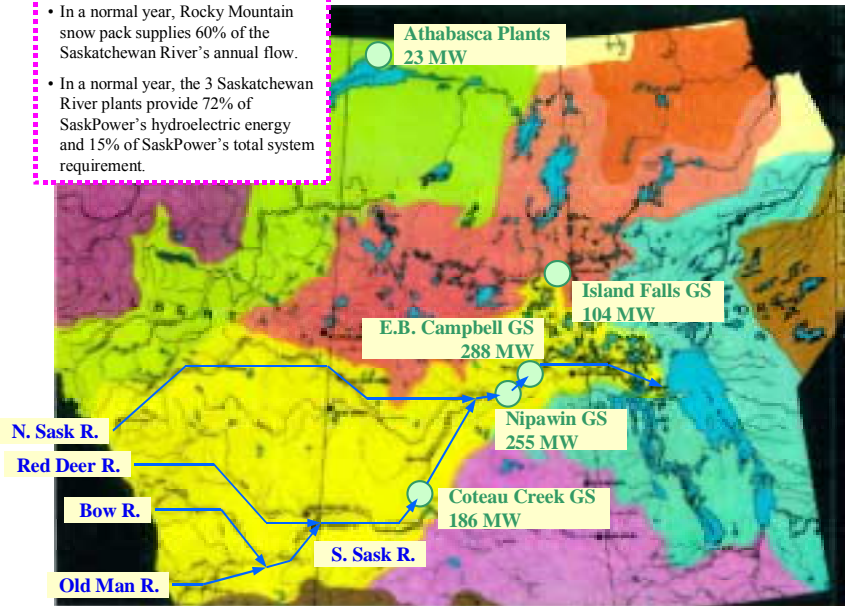 • In a normal year, Rocky Mountain
snow pack supplies 60% of the
Saskatchewan River's annual flow.
• In a normal year, the 3 Saskatchewan
River plants provide 72% of
SaskPower's hydroelectric energy
and 15% of SaskPower's total system
requirement.
Athabasca Plants
23 MW
Island Falls GS
104 MW
E.B. Campbell GS
288 MW
Nipawin GS
255 MW
N. Sask R.
Red Deer R.
Coteau Creek GS
186 MW
Bow R.
S. Sask R.
Old Man R.